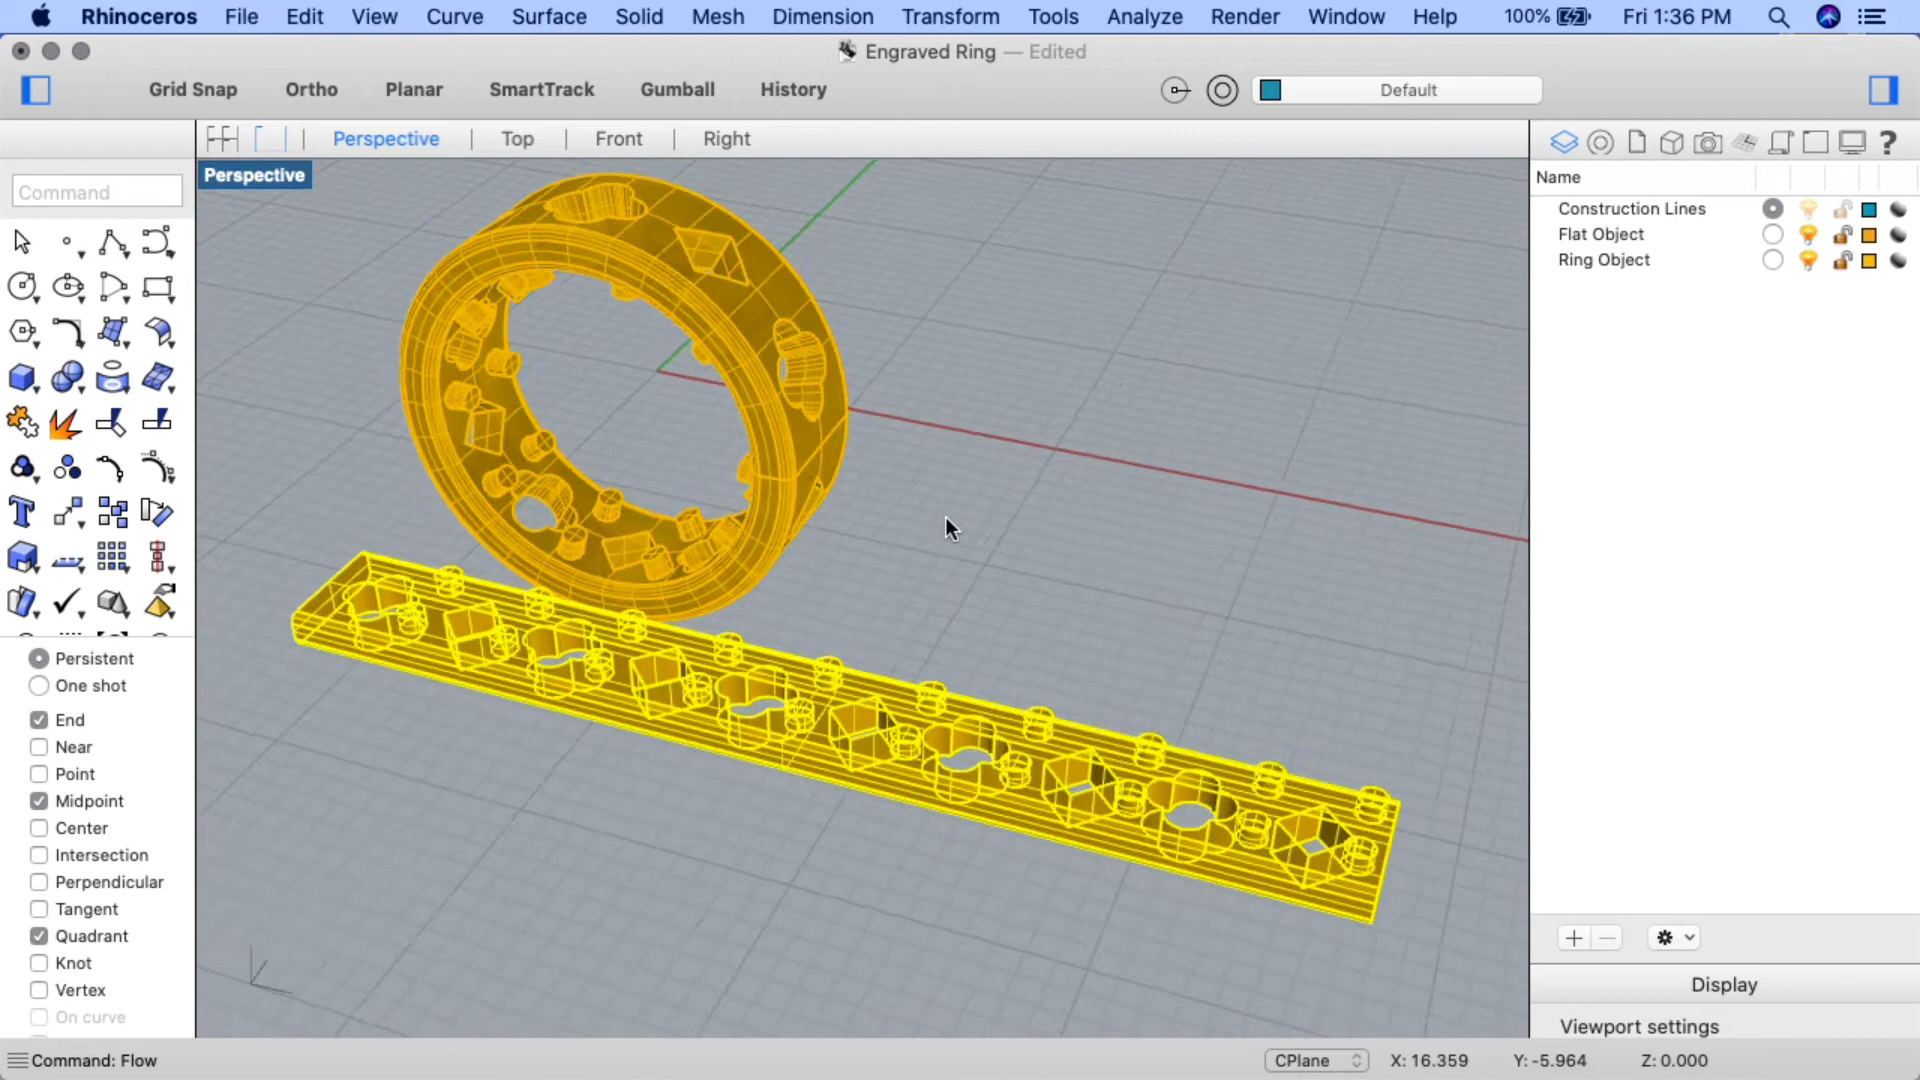 Rhinoceros File Edit View Curve Surface Solid Mesh Dimension Transform Tools Analyze Render Window Help 100% Fri 1:36 PM
Engraved Ring — Edited
Grid Snap Ortho Planar SmartTrack Gumball History Default
Perspective Top Front Right
Perspective
Command
Name
Construction Lines
Flat Object
Ring Object
Persistent
One shot
End
Near
Point
Midpoint
Center
Intersection
Perpendicular
Tangent
Quadrant
Knot
Vertex
On curve
Display
Viewport settings
Command: Flow CPlane X: 16.359 Y: -5.964 Z: 0.000